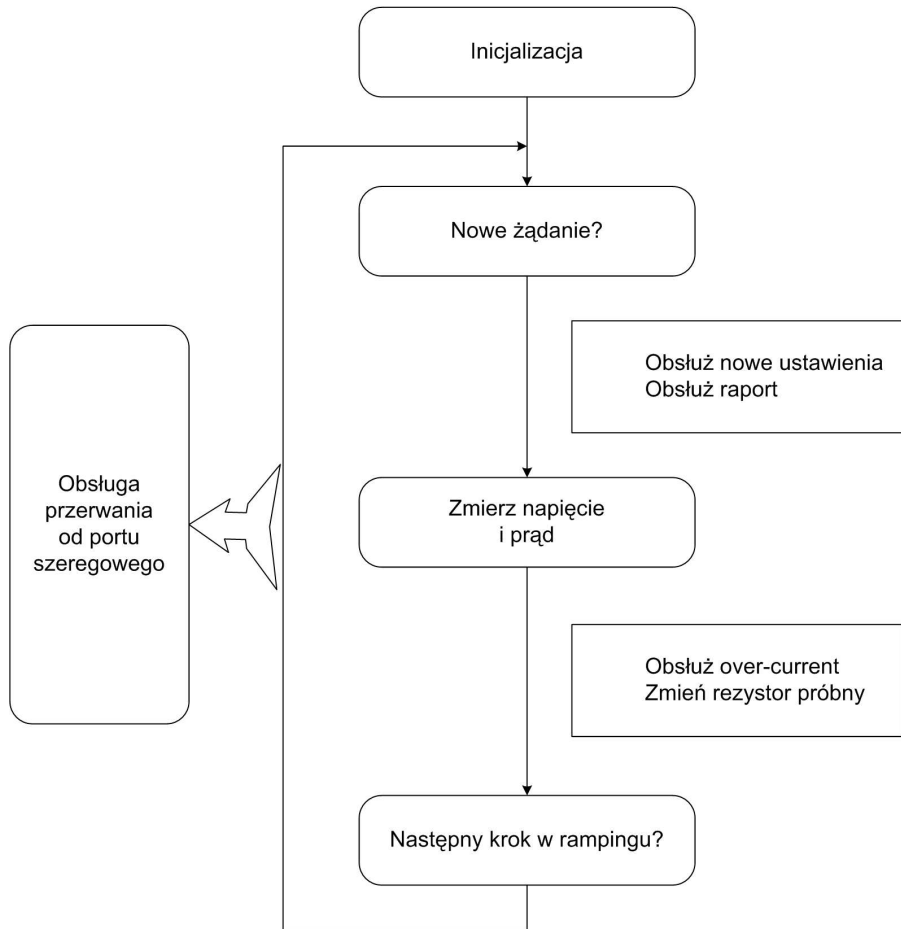 Inicjalizacja
Nowe żądanie?
Obsłuż nowe ustawienia
Obsłuż raport
Obsługa
przerwania
od portu
szeregowego
Zmierz napięcie
i prąd
Obsłuż over-current
Zmień rezystor próbny
Następny krok w rampingu?